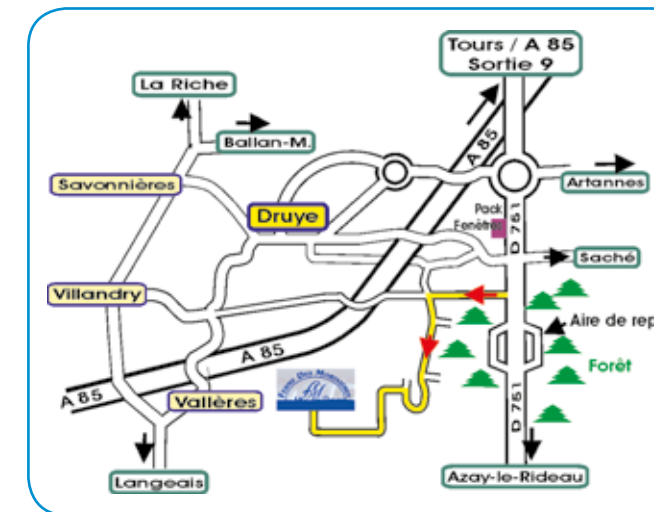 Tours / A 85
Sortie 9
La Riche
Ballan-M.
A 85
Savonnières
Artannes
Druye
Pack
Fenêtres
D 751
Saché
Villandry
Aire de rep
A 85
Forêt
A 85
Vallères
D 751
Langeais
Azay-le-Rideau